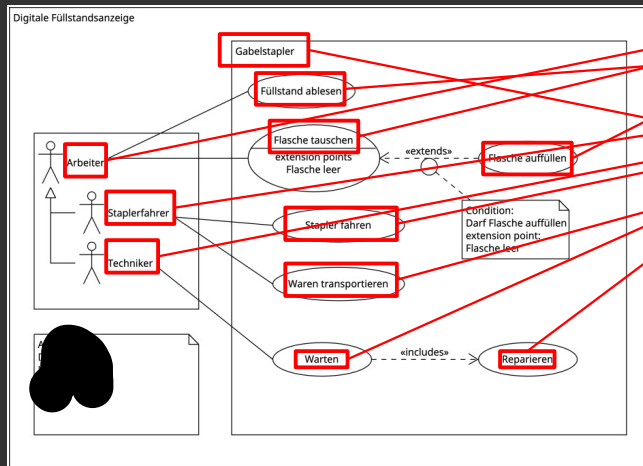 Digitale Füllstandsanzeige
Gabelstapler
Füllstand ablesen
Flasche tauschen
extension points
Flasche leer
«extends»
Flasche auffüllen
Arbeiter
Condition:
Darf Flasche auffüllen
extension point:
Flasche leer
Staplerfahrer
Stapler fahren
Techniker
Waren transportieren
Warten
«includes»
Reparieren